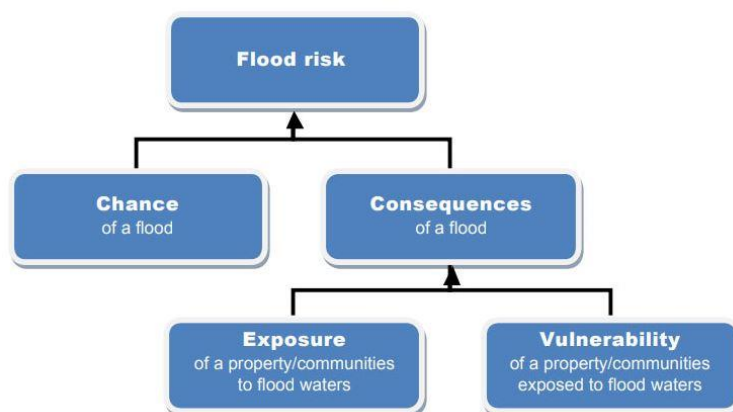 Flood risk
Chance
of a flood
Consequences
of a flood
Exposure
of a property/communities
to flood waters
Vulnerability
of a property/communities
exposed to flood waters